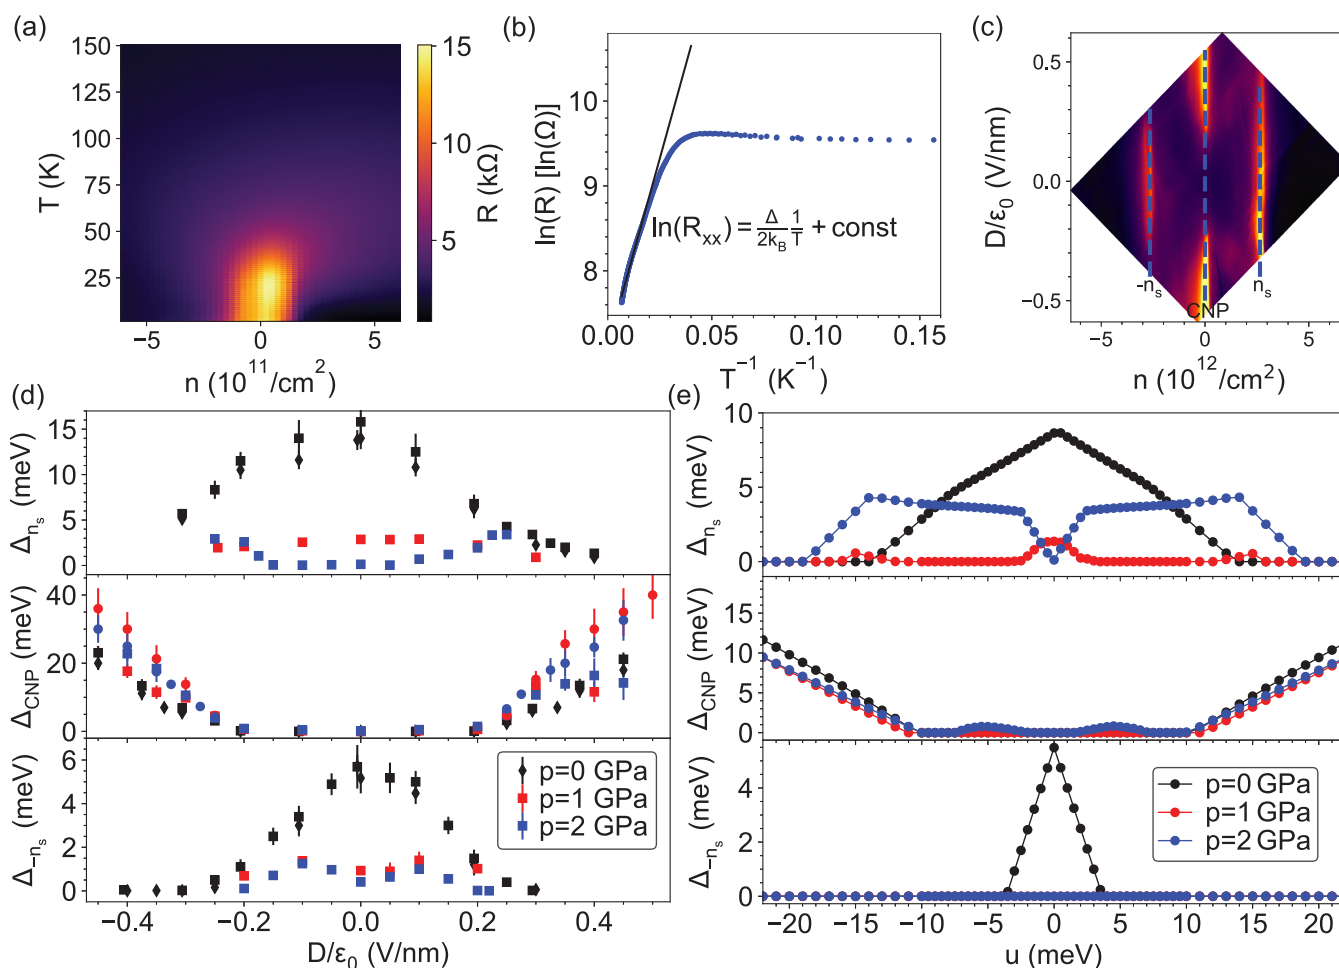 (a)
150
125
100
75
50
25
T (K)
−5
0
5
n (10^11/cm^2)
15
10
5
R (kΩ)
(b)
10
9
8
ln(R) [ln(Ω)]
ln(R_xx) = Δ/2k_B 1/T + const
0.00
0.05
0.10
0.15
T^−1 (K^−1)
(c)
0.5
0.0
−0.5
D/ε_0 (V/nm)
-n_s
CNP
n_s
−5
0
5
n (10^12/cm^2)
(d)
15
10
5
0
Δ_n_s (meV)
40
20
0
Δ_CNP (meV)
6
4
2
0
Δ_−n_s (meV)
p=0 GPa
p=1 GPa
p=2 GPa
−0.4
−0.2
0.0
0.2
0.4
D/ε_0 (V/nm)
(e)
10
5
0
Δ_n_s (meV)
15
10
5
0
Δ_CNP (meV)
4
2
0
Δ_−n_s (meV)
p=0 GPa
p=1 GPa
p=2 GPa
−20
−15
−10
−5
0
5
10
15
20
u (meV)